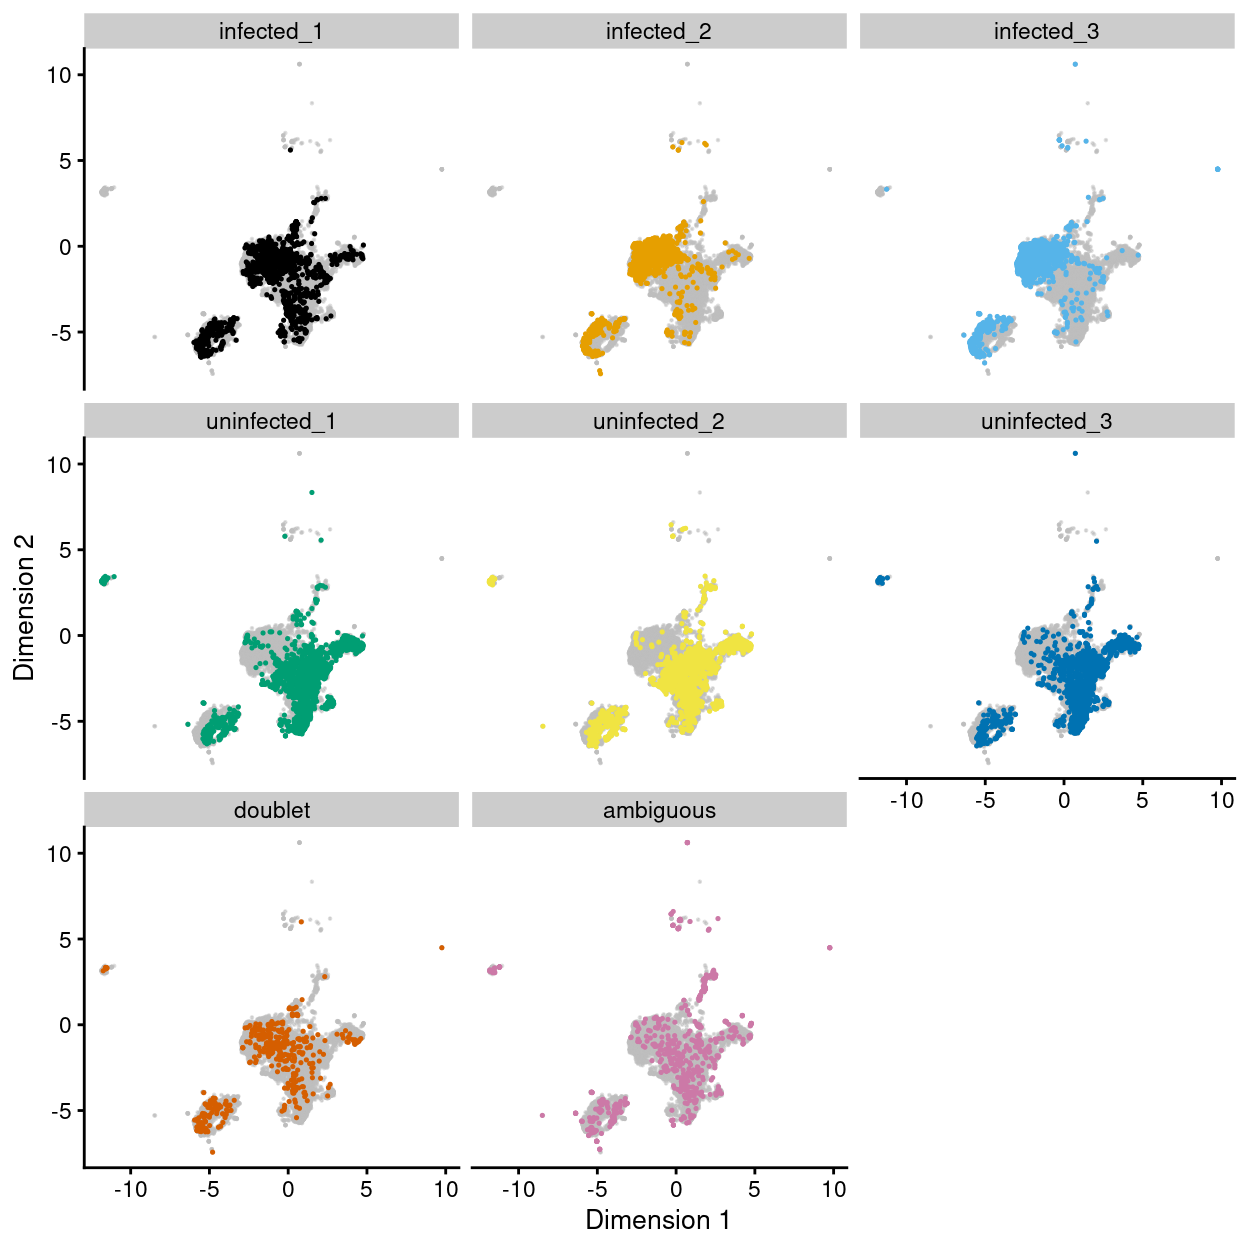 infected_1 infected_2 infected_3
10
5
0
-5
uninfected_1 uninfected_2 uninfected_3
10
5
0
-5
-10 -5 0 5 10
doublet ambiguous
10
5
0
-5
-10 -5 0 5 10 -10 -5 0 5 10
Dimension 1
Dimension 2